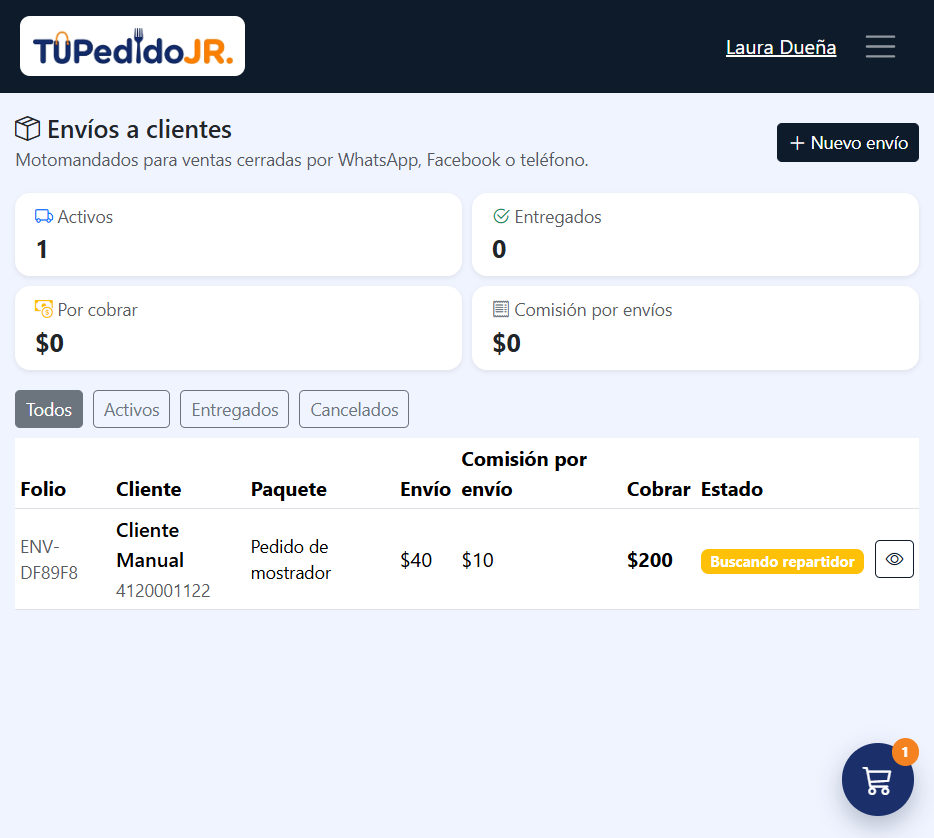 TUPedidoJR.
Laura Dueña
Envíos a clientes
Motomandados para ventas cerradas por WhatsApp, Facebook o teléfono.
+ Nuevo envío
Activos
1
Entregados
0
Por cobrar
$0
Comisión por envíos
$0
Todos Activos Entregados Cancelados
Folio Cliente Paquete Envío Comisión por envío Cobrar Estado
ENV-DF89F8 Cliente Manual 4120001122 Pedido de mostrador $40 $10 $200 Buscando repartidor
1